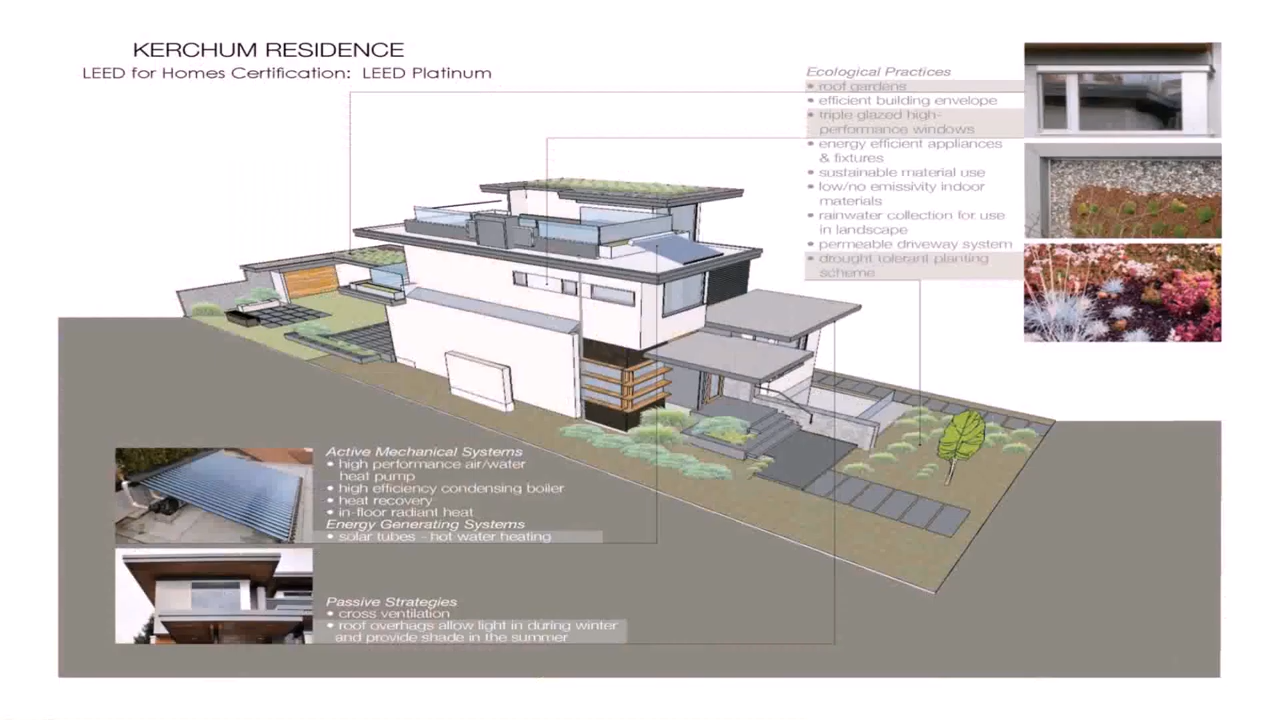 KERCHUM RESIDENCE
LEED for Homes Certification: LEED Platinum
Ecological Practices
• roof gardens
• efficient building envelope
• triple glazed high-
performance windows
• energy efficient appliances
& fixtures
• sustainable material use
• low/no emissivity indoor
materials
• rainwater collection for use
in landscape
• permeable driveway system
• drought tolerant planting
scheme
Active Mechanical Systems
• high performance air/water
heat pump
• high efficiency condensing boiler
• heat recovery
• in-floor radiant heat
Energy Generating Systems
• solar tubes - hot water heating
Passive Strategies
• cross ventilation
• roof overhags allow light in during winter
and provide shade in the summer